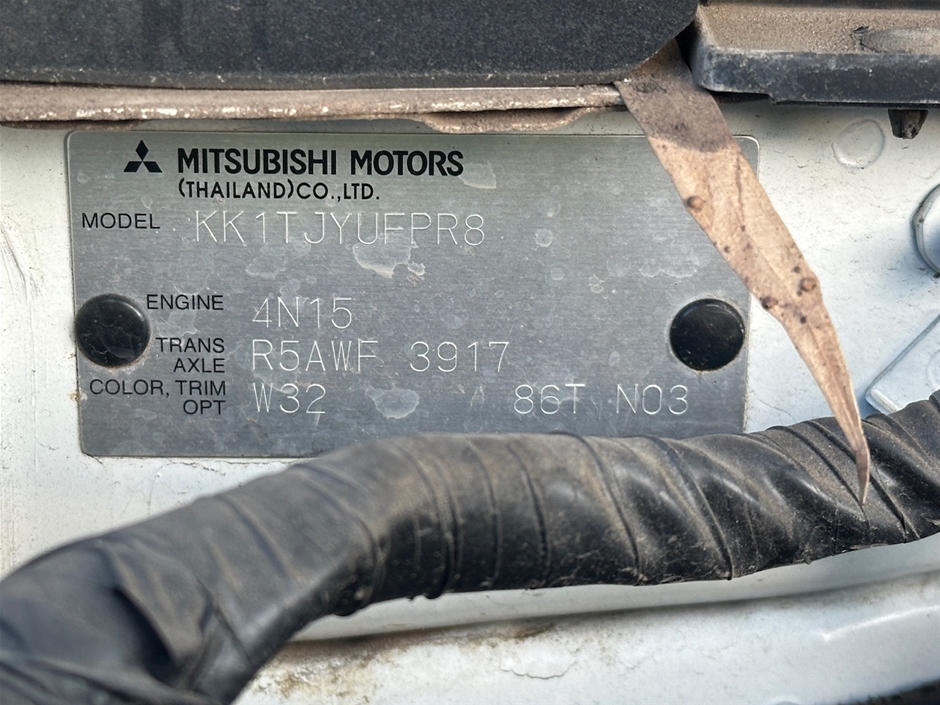 MITSUBISHI MOTORS
(THAILAND)CO.,LTD.
MODEL KK1TJYUFPR8
ENGINE 4N15
TRANS AXLE R5AWF 3917
COLOR, TRIM OPT W32 86T N03